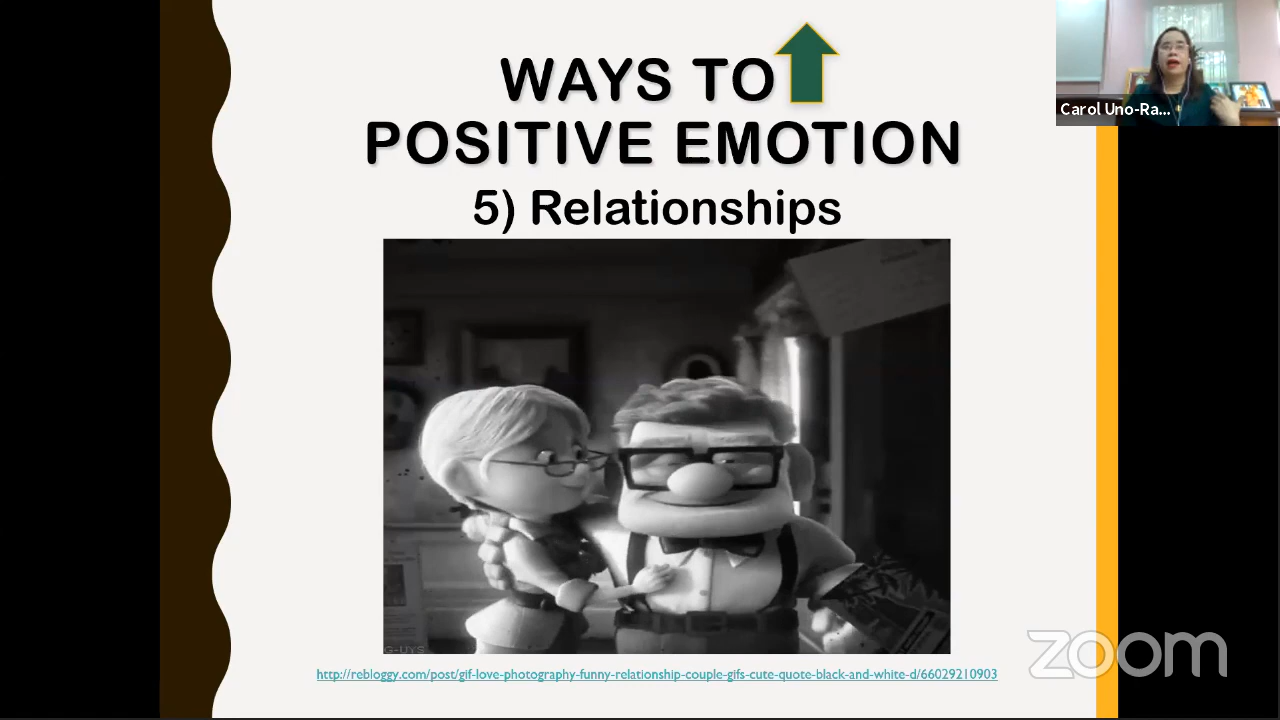 WAYS TO
POSITIVE EMOTION
5) Relationships
Carol Uno-Ra...
G-UYS
http://rebloggy.com/post/gif-love-photography-funny-relationship-couple-gifs-cute-quote-black-and-white-d/66029210903
zoom